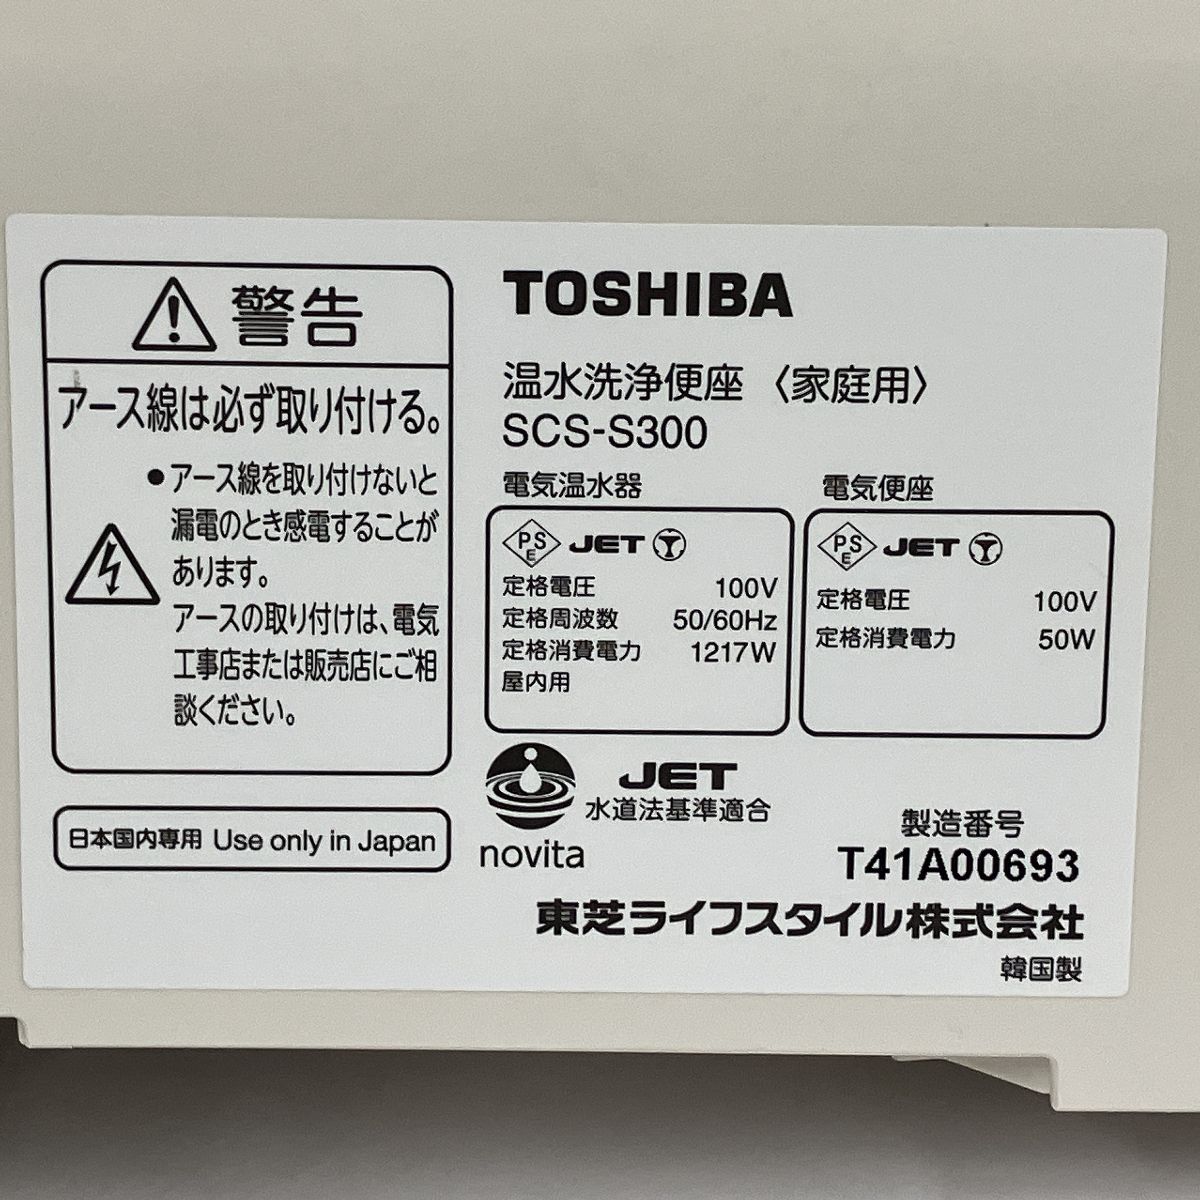 警告
アース線は必ず取り付ける。
●アース線を取り付けないと
漏電のとき感電することが
あります。
アースの取り付けは、電気
工事店または販売店にご相
談ください。
日本国内専用 Use only in Japan
TOSHIBA
温水洗浄便座〈家庭用〉
SCS-S300
電気温水器
PSE JET
定格電圧 100V
定格周波数 50/60Hz
定格消費電力 1217W
屋内用
電気便座
PSE JET
定格電圧 100V
定格消費電力 50W
JET
水道法基準適合
novita
製造番号
T41A00693
東芝ライフスタイル株式会社
韓国製